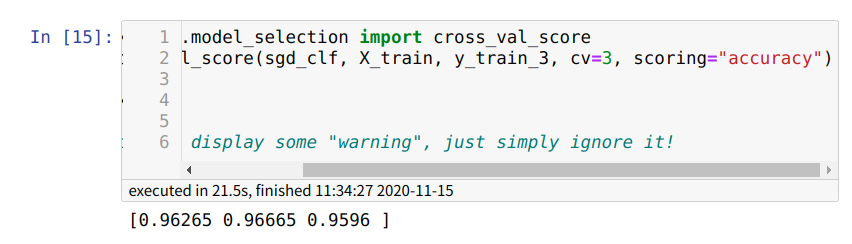 In [15]:
1 .model_selection import cross_val_score
2 l_score(sgd_clf, X_train, y_train_3, cv=3, scoring="accuracy")
3
4
5
6 display some "warning", just simply ignore it!
executed in 21.5s, finished 11:34:27 2020-11-15
[0.96265 0.96665 0.9596 ]